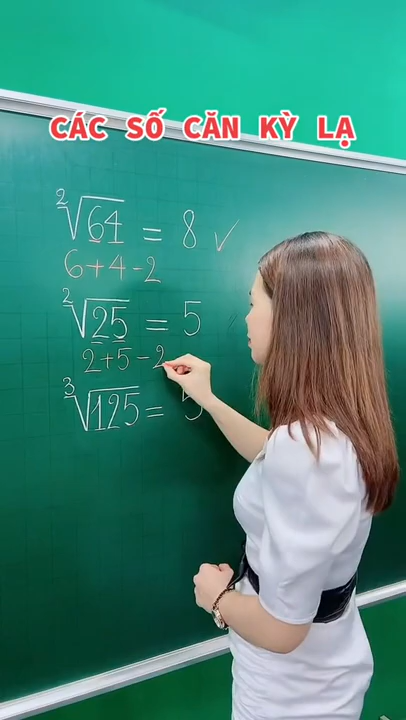 CÁC SỐ CĂN KỲ LẠ
²√64 = 8 ✓
6+4-2
²√25 = 5
2+5-2
³√125 = 5